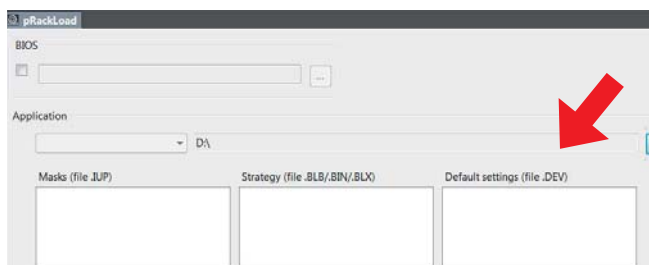 pRackLoad
BIOS
...
Application
D:\
Masks (file .IUP)
Strategy (file .BLB/.BIN/.BLX)
Default settings (file .DEV)